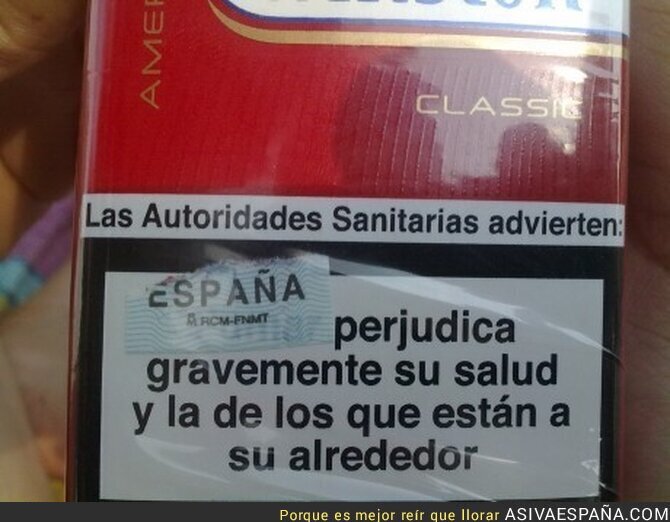 AMER
CLASSIC
Las Autoridades Sanitarias advierten:
ESPAÑA
RCM-FNMT
perjudica
gravemente su salud
y la de los que están a
su alrededor
Porque es mejor reír que llorar ASIVAESPAÑA.COM